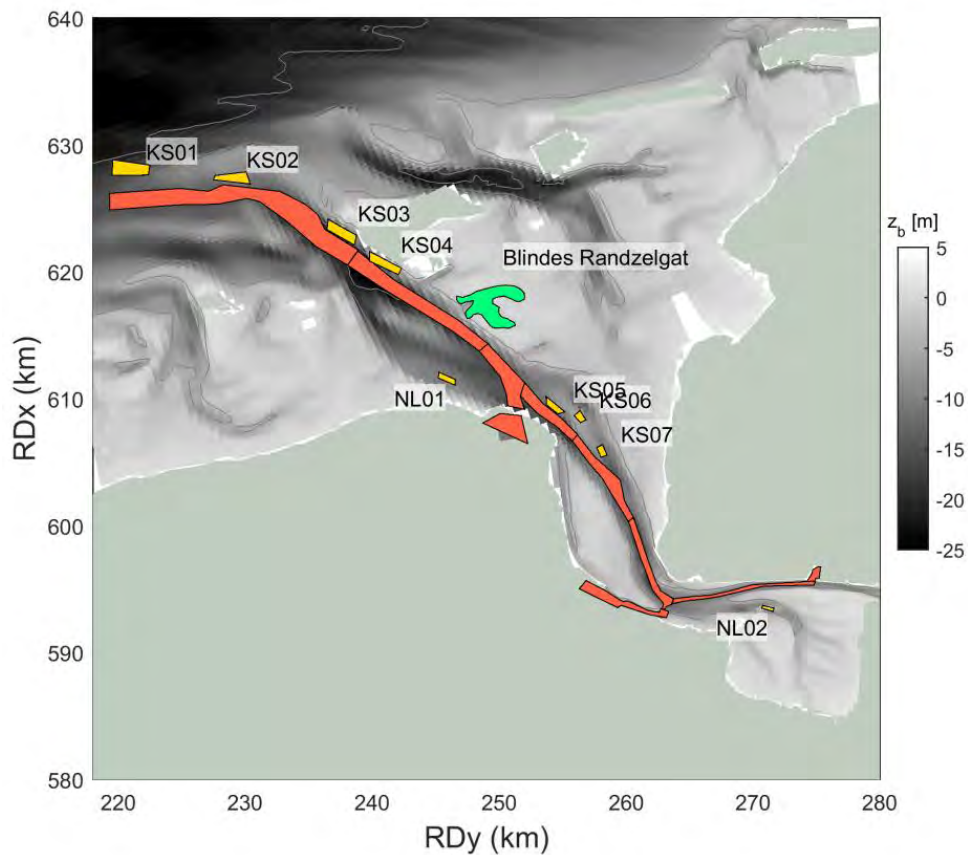 640
630
620
610
600
590
580
RDx (km)
KS01
KS02
KS03
KS04
Blindes Randzelgat
NL01
KS05
KS06
KS07
NL02
z_b [m]
5
0
-5
-10
-15
-20
-25
220
230
240
250
260
270
280
RDy (km)